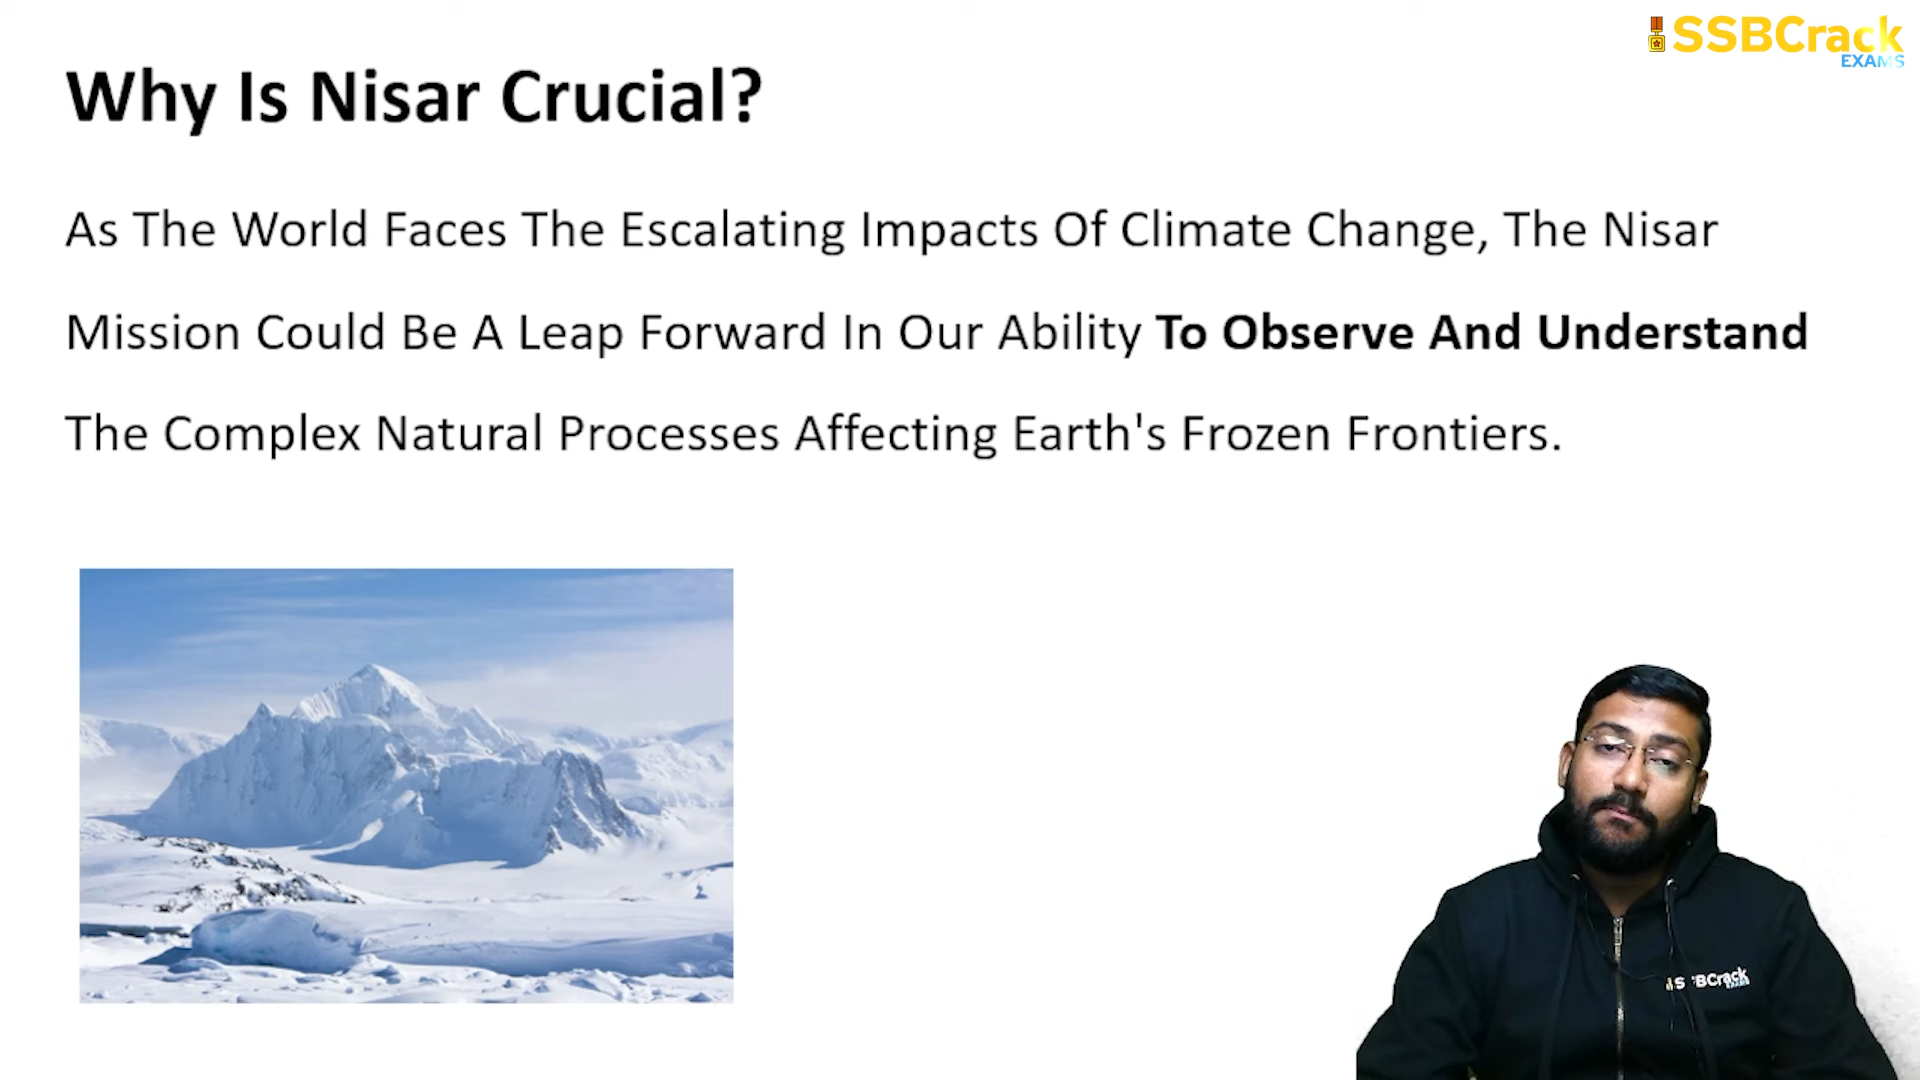 SSBCrack
EXAMS
Why Is Nisar Crucial?
As The World Faces The Escalating Impacts Of Climate Change, The Nisar
Mission Could Be A Leap Forward In Our Ability To Observe And Understand
The Complex Natural Processes Affecting Earth's Frozen Frontiers.
S BCrack
EXAMS